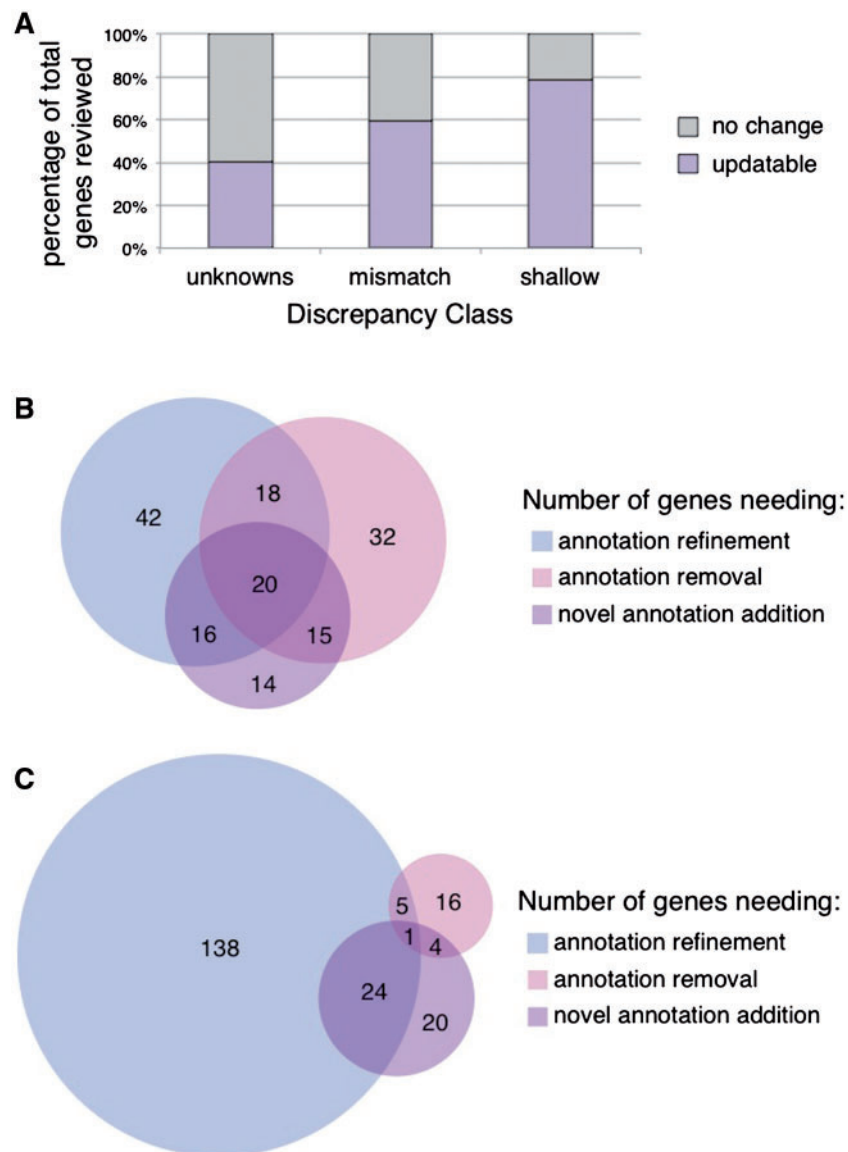 A
percentage of total
genes reviewed
100%
80%
60%
40%
20%
0%
unknowns mismatch shallow
Discrepancy Class
no change
updatable
B
42
18
32
20
16
15
14
Number of genes needing:
annotation refinement
annotation removal
novel annotation addition
C
138
5
16
1
4
24
20
Number of genes needing:
annotation refinement
annotation removal
novel annotation addition